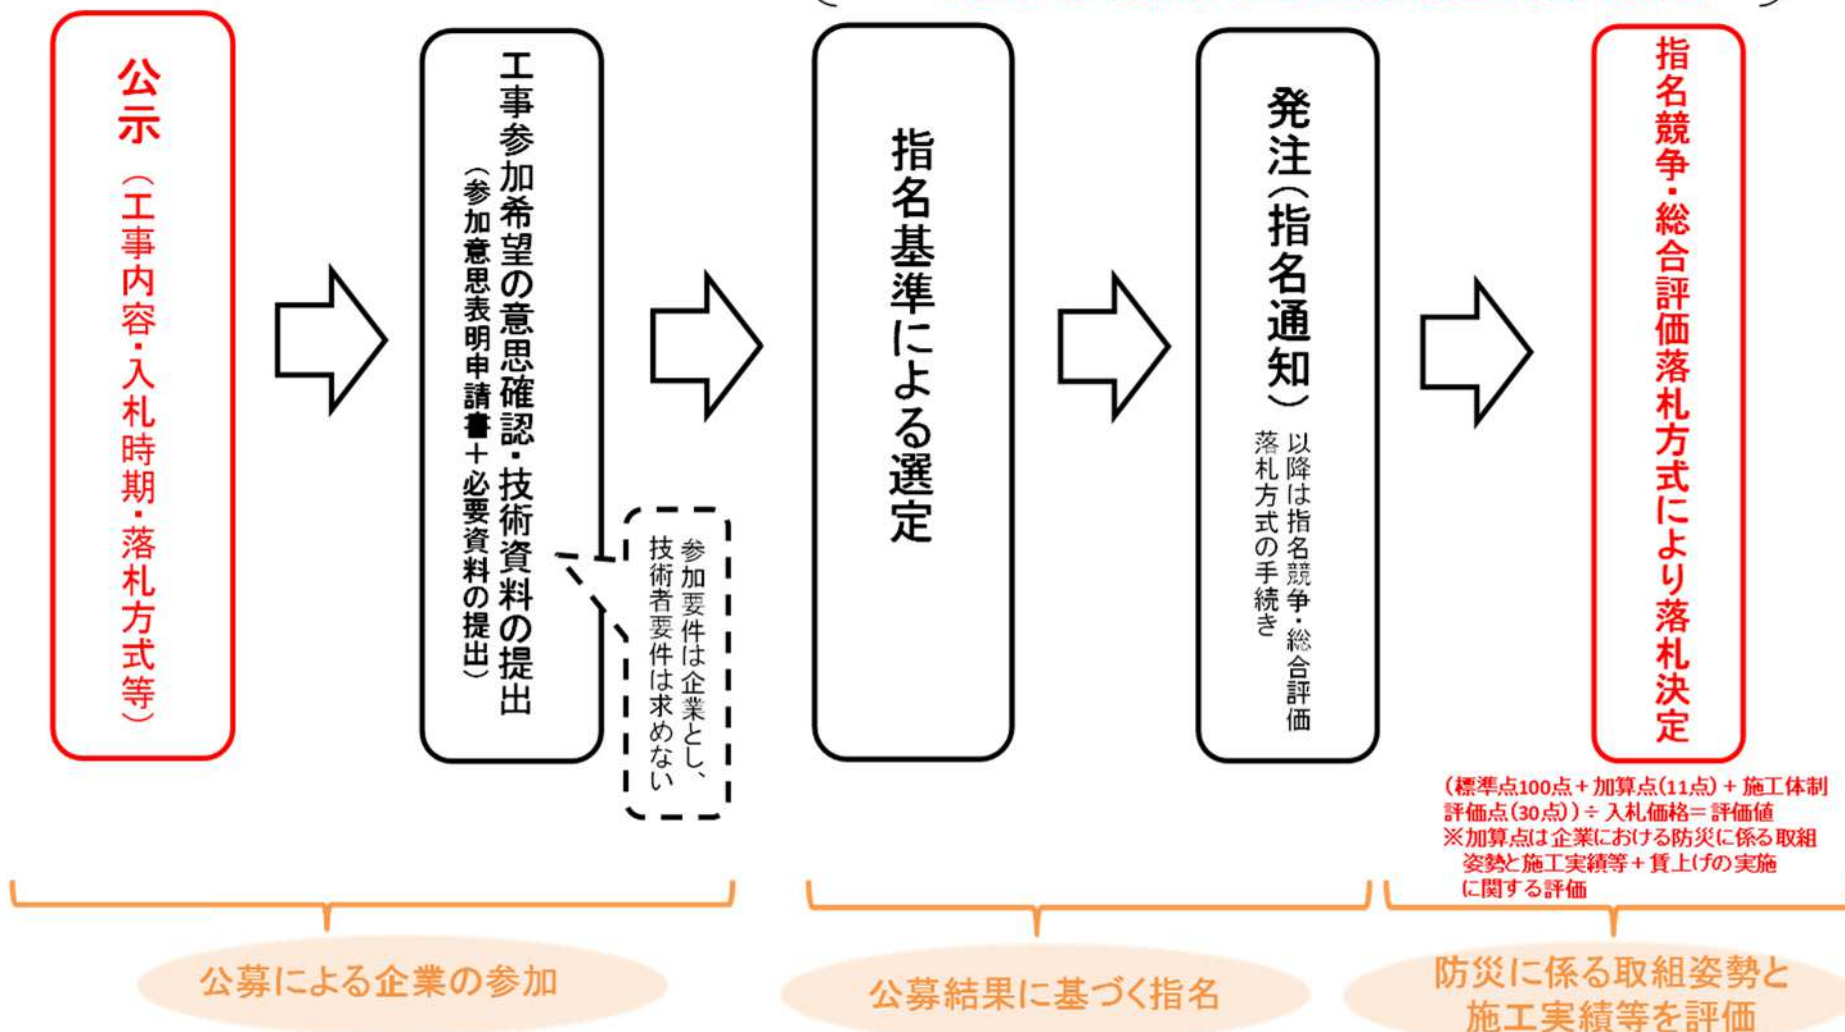 公示（工事内容・入札時期・落札方式等）
工事参加希望の意思確認・技術資料の提出
（参加意思表明申請書＋必要資料の提出）
参加要件は企業とし、
技術者要件は求めない
指名基準による選定
発注（指名通知）
以降は指名競争・総合評価
落札方式の手続き
指名競争・総合評価落札方式により落札決定
(標準点100点＋加算点(11点)＋施工体制
評価点(30点))÷入札価格＝評価値
※加算点は企業における防災に係る取組
姿勢と施工実績等＋賃上げの実施
に関する評価
公募による企業の参加
公募結果に基づく指名
防災に係る取組姿勢と
施工実績等を評価